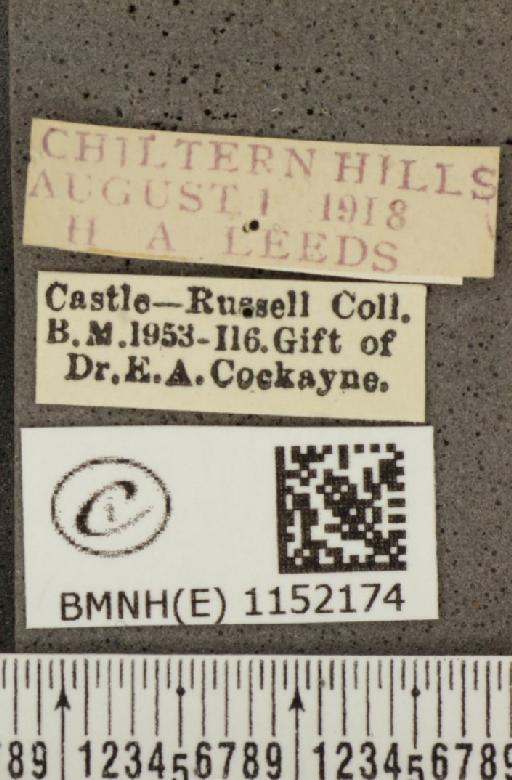 CHILTERN HILLS
AUGUST 1 1918
H A LEEDS
Castle—Russell Coll.
B.M.1953-116.Gift of
Dr.E.A.Cockayne.
C
BMNH(E) 1152174
89 123456789 123456789